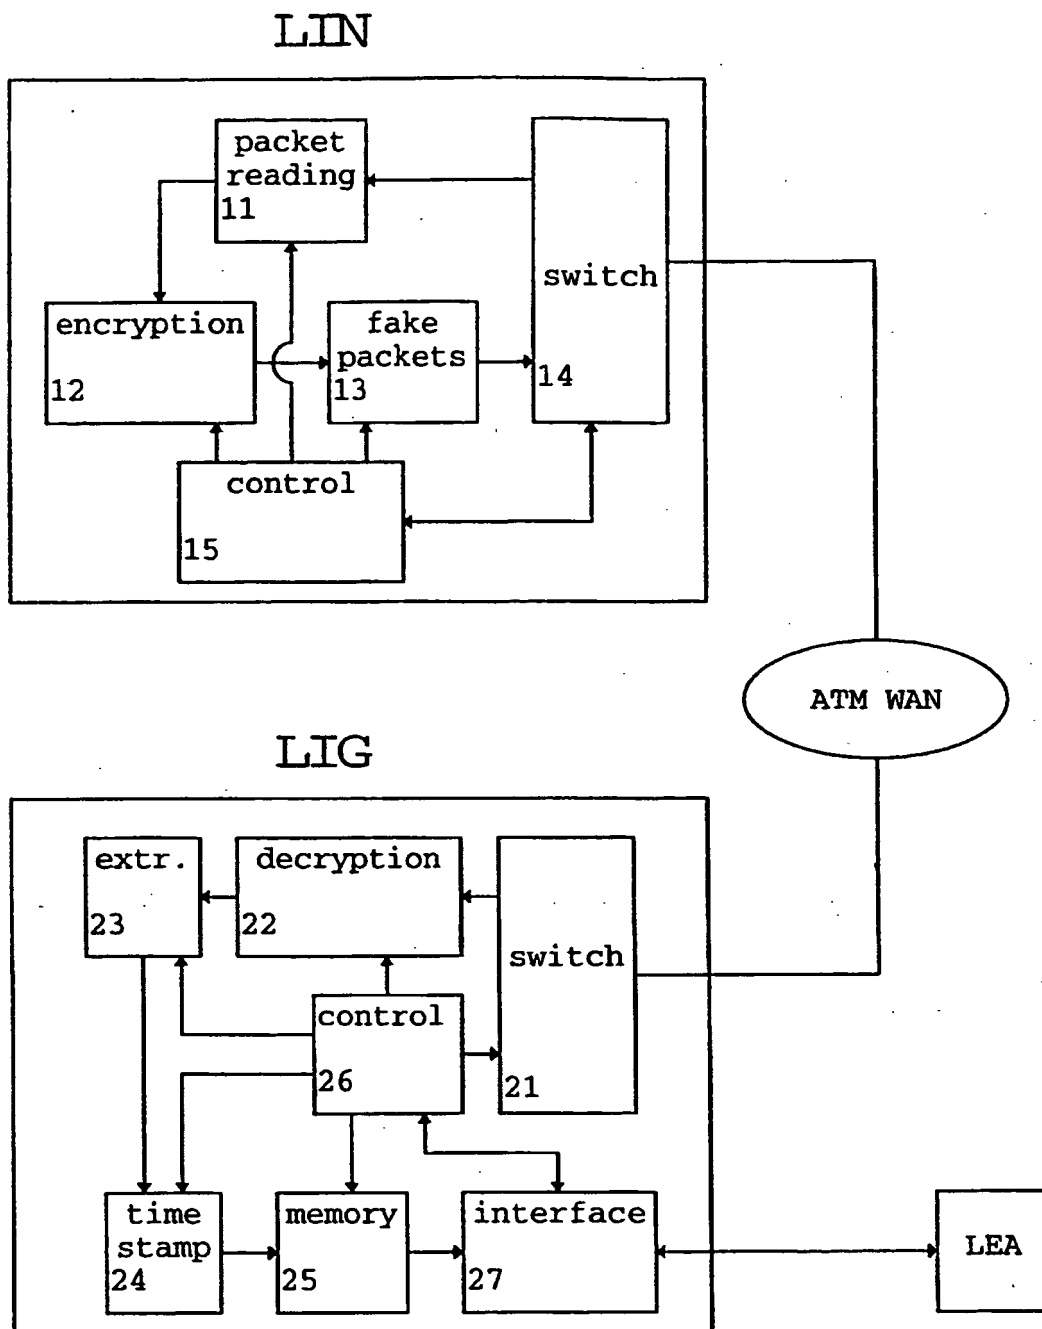 LIN
packet
reading
11
switch
14
encryption
12
fake
packets
13
control
15
ATM WAN
LIG
extr.
23
decryption
22
switch
21
control
26
time
stamp
24
memory
25
interface
27
LEA